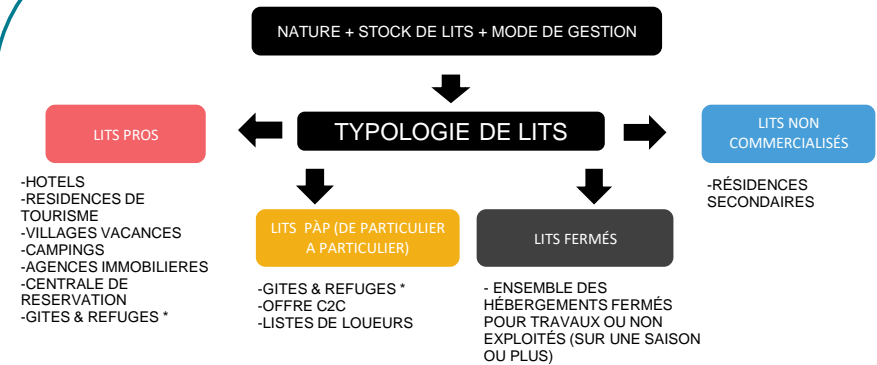 NATURE + STOCK DE LITS + MODE DE GESTION
TYPOLOGIE DE LITS
LITS PROS
-HOTELS
-RESIDENCES DE
TOURISME
-VILLAGES VACANCES
-CAMPINGS
-AGENCES IMMOBILIERES
-CENTRALE DE
RESERVATION
-GITES & REFUGES *
LITS PÀP (DE PARTICULIER
A PARTICULIER)
-GITES & REFUGES *
-OFFRE C2C
-LISTES DE LOUEURS
LITS FERMÉS
- ENSEMBLE DES
HÉBERGEMENTS FERMÉS
POUR TRAVAUX OU NON
EXPLOITÉS (SUR UNE SAISON
OU PLUS)
LITS NON
COMMERCIALISÉS
-RÉSIDENCES
SECONDAIRES